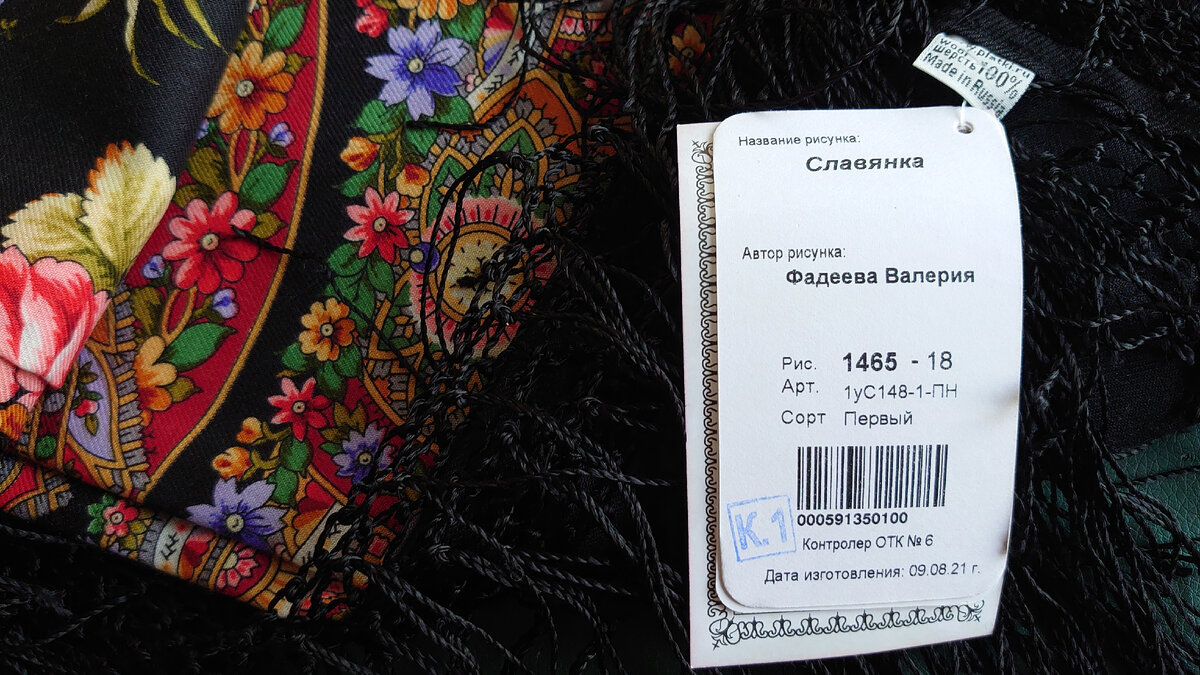 platki.ru
шерсть 100%
Made in Russia
Название рисунка:
Славянка
Автор рисунка:
Фадеева Валерия
Рис. 1465 - 18
Арт. 1уС148-1-ПН
Сорт Первый
000591350100
К.1
Контролер ОТК № 6
Дата изготовления: 09.08.21 г.